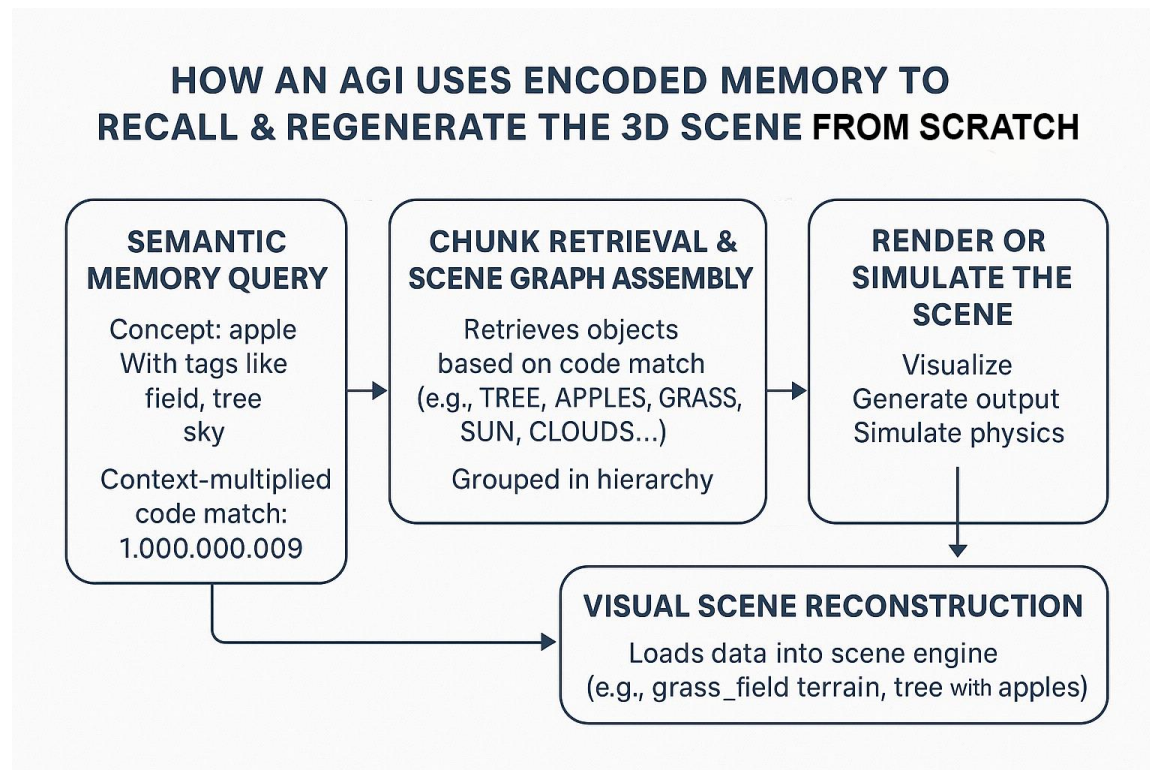 HOW AN AGI USES ENCODED MEMORY TO
RECALL & REGENERATE THE 3D SCENE FROM SCRATCH
SEMANTIC
MEMORY QUERY
Concept: apple
With tags like
field, tree
sky
Context-multiplied
code match:
1.000.000.009
CHUNK RETRIEVAL &
SCENE GRAPH ASSEMBLY
Retrieves objects
based on code match
(e.g., TREE, APPLES, GRASS,
SUN, CLOUDS...)
Grouped in hierarchy
RENDER OR
SIMULATE THE
SCENE
Visualize
Generate output
Simulate physics
VISUAL SCENE RECONSTRUCTION
Loads data into scene engine
(e.g., grass_field terrain, tree with apples)